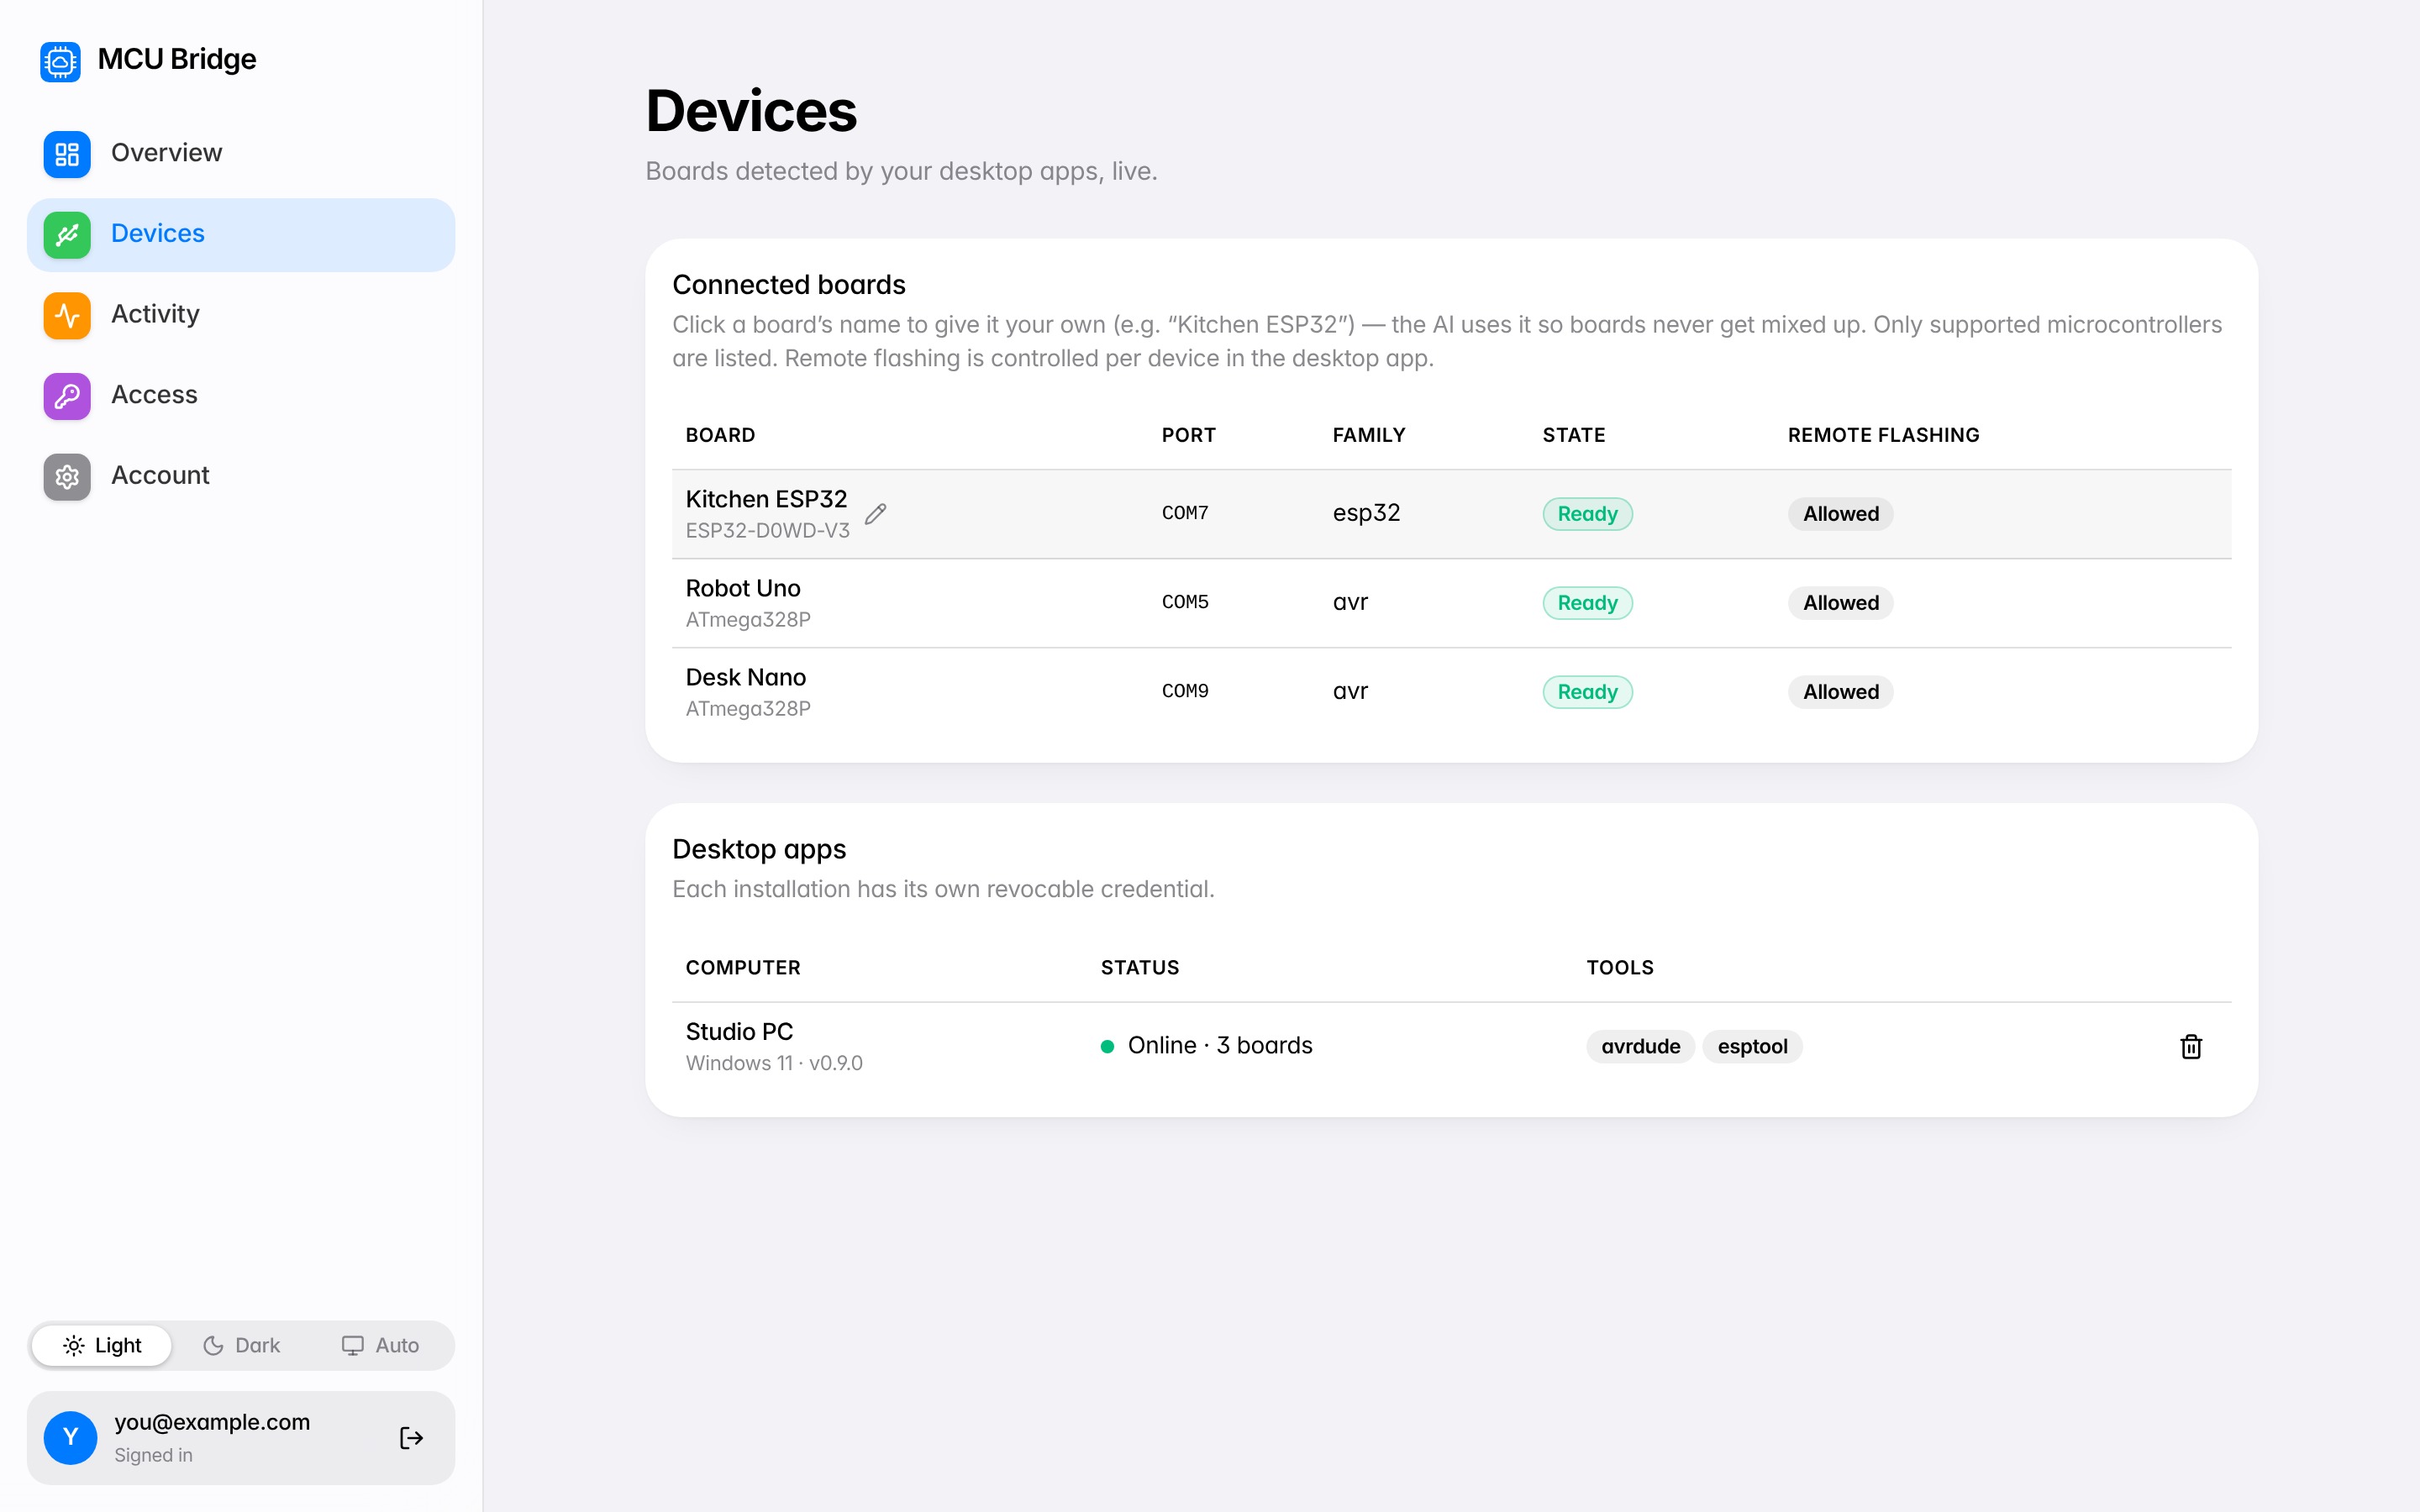 MCU Bridge
Overview
Devices
Activity
Access
Account
Light
Dark
Auto
Y
you@example.com
Signed in
Devices
Boards detected by your desktop apps, live.
Connected boards
Click a board’s name to give it your own (e.g. “Kitchen ESP32”) — the AI uses it so boards never get mixed up. Only supported microcontrollers
are listed. Remote flashing is controlled per device in the desktop app.
BOARD PORT FAMILY STATE REMOTE FLASHING
Kitchen ESP32
ESP32-D0WD-V3
COM7 esp32 Ready Allowed
Robot Uno
ATmega328P
COM5 avr Ready Allowed
Desk Nano
ATmega328P
COM9 avr Ready Allowed
Desktop apps
Each installation has its own revocable credential.
COMPUTER STATUS TOOLS
Studio PC
Windows 11 · v0.9.0
Online · 3 boards avrdude esptool